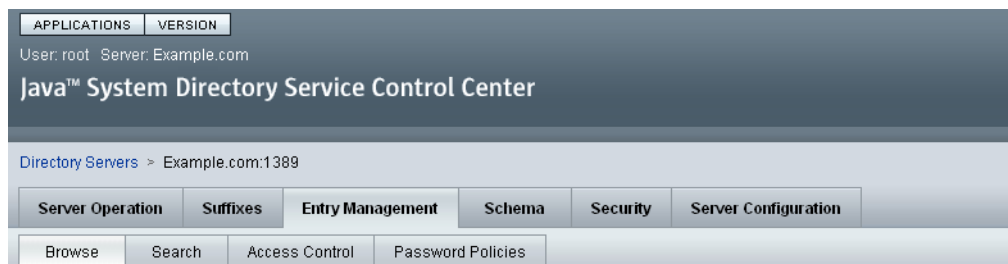 APPLICATIONS VERSION
User: root Server: Example.com
Java™ System Directory Service Control Center
Directory Servers > Example.com:1389
Server Operation Suffixes Entry Management Schema Security Server Configuration
Browse Search Access Control Password Policies